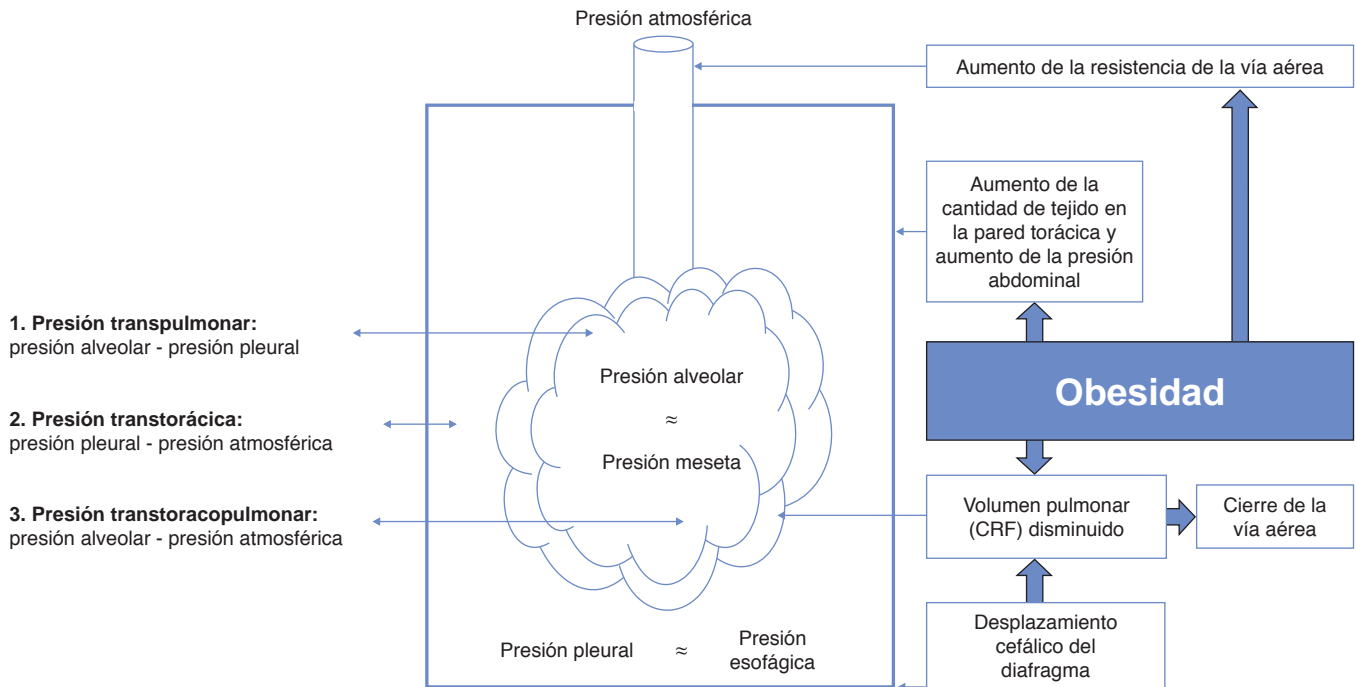 Presión atmosférica
Aumento de la resistencia de la vía aérea
Aumento de la
cantidad de tejido en
la pared torácica y
aumento de la presión
abdominal
1. Presión transpulmonar:
presión alveolar - presión pleural
Presión alveolar
≈
Presión meseta
Obesidad
2. Presión transtorácica:
presión pleural - presión atmosférica
3. Presión transtoracopulmonar:
presión alveolar - presión atmosférica
Volumen pulmonar
(CRF) disminuido
Cierre de la
vía aérea
Desplazamiento
cefálico del
diafragma
Presión pleural ≈ Presión
esofágica